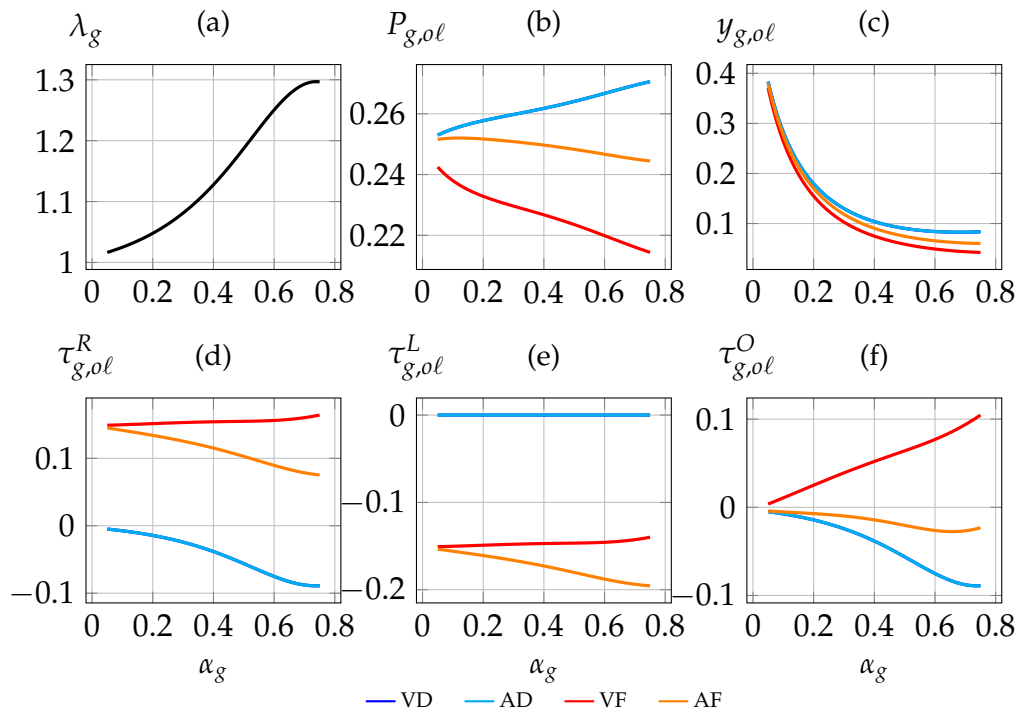 λ_g (a) P_{g,oℓ} (b) y_{g,oℓ} (c)
1.3
1.2
1.1
1
0 0.2 0.4 0.6 0.8
0.26
0.24
0.22
0 0.2 0.4 0.6 0.8
0.4
0.3
0.2
0.1
0 0.2 0.4 0.6 0.8
τ^R_{g,oℓ} (d) τ^L_{g,oℓ} (e) τ^O_{g,oℓ} (f)
0.1
0
−0.1
0 0.2 0.4 0.6 0.8
α_g
0
−0.1
−0.2
0 0.2 0.4 0.6 0.8
α_g
0.1
0
−0.1
0 0.2 0.4 0.6 0.8
α_g
VD AD VF AF